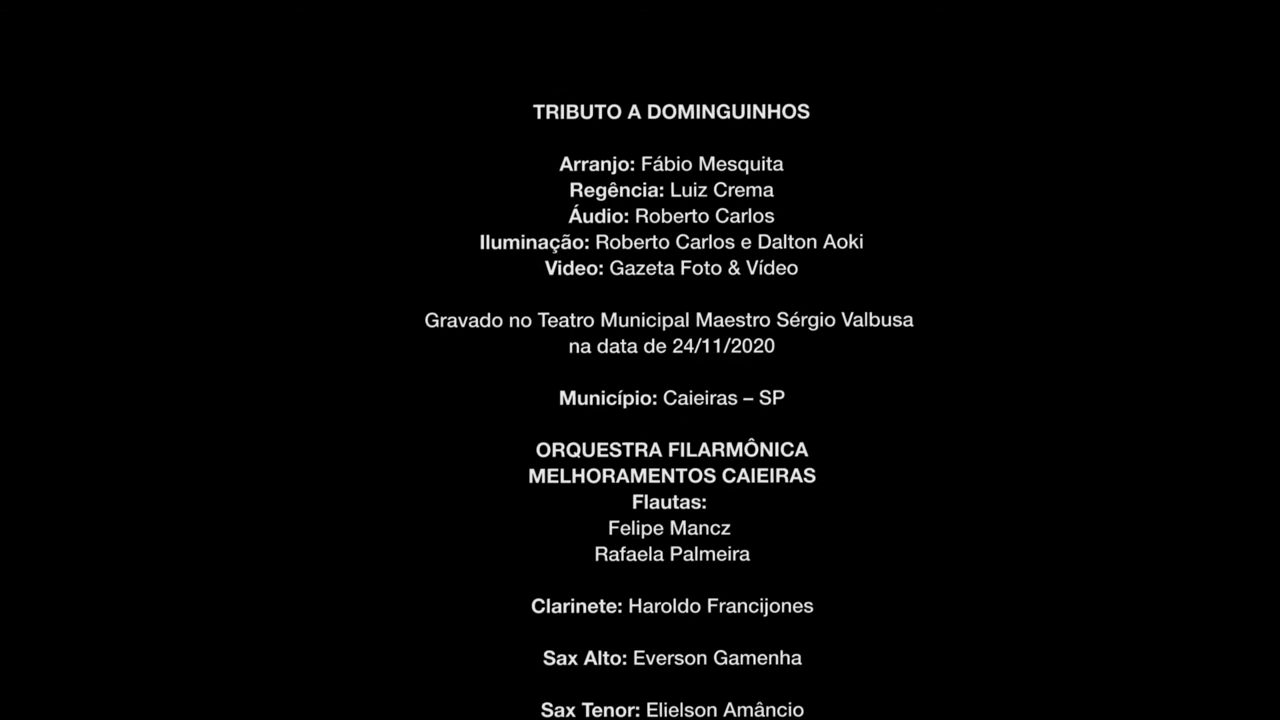 TRIBUTO A DOMINGUINHOS
Arranjo: Fábio Mesquita
Regência: Luiz Crema
Áudio: Roberto Carlos
Iluminação: Roberto Carlos e Dalton Aoki
Video: Gazeta Foto & Vídeo
Gravado no Teatro Municipal Maestro Sérgio Valbusa
na data de 24/11/2020
Município: Caieiras – SP
ORQUESTRA FILARMÔNICA
MELHORAMENTOS CAIEIRAS
Flautas:
Felipe Mancz
Rafaela Palmeira
Clarinete: Haroldo Francijones
Sax Alto: Everson Gamenha
Sax Tenor: Elielson Amâncio